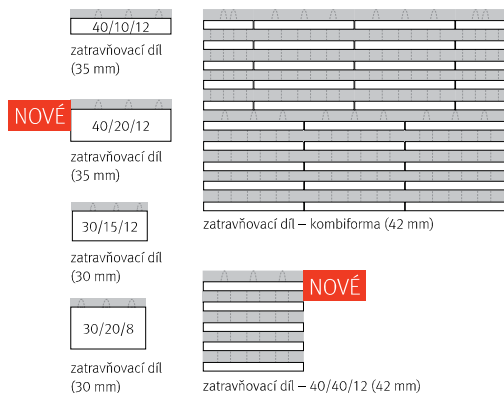 40/10/12
zatravňovací díl
(35 mm)
NOVÉ
40/20/12
zatravňovací díl
(35 mm)
30/15/12
zatravňovací díl
(30 mm)
30/20/8
zatravňovací díl
(30 mm)
zatravňovací díl – kombiforma (42 mm)
NOVÉ
zatravňovací díl – 40/40/12 (42 mm)